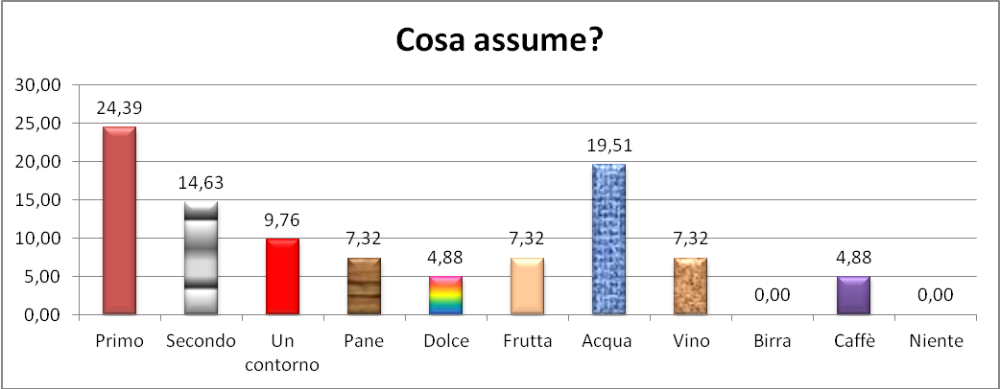 Cosa assume?
30,00
25,00
20,00
15,00
10,00
5,00
0,00
24,39
14,63
9,76
7,32
4,88
7,32
19,51
7,32
0,00
4,88
0,00
Primo
Secondo
Un
contorno
Pane
Dolce
Frutta
Acqua
Vino
Birra
Caffè
Niente